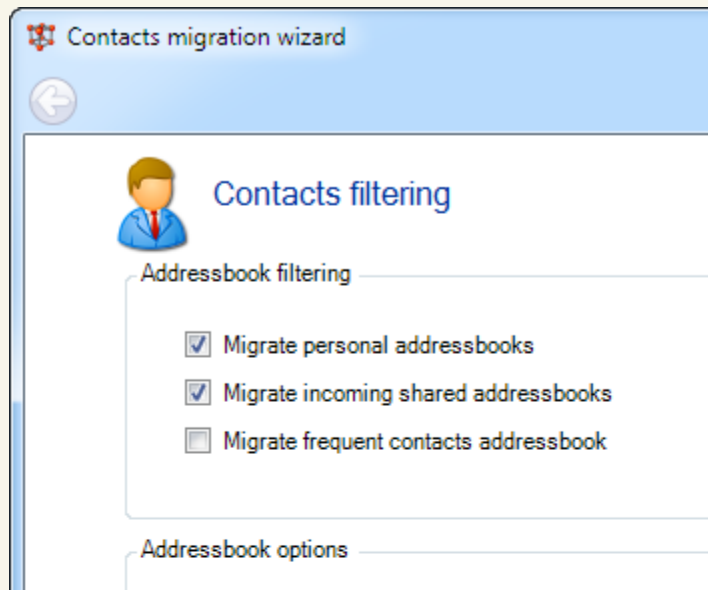 Contacts migration wizard
Contacts filtering
Addressbook filtering
Migrate personal addressbooks
Migrate incoming shared addressbooks
Migrate frequent contacts addressbook
Addressbook options